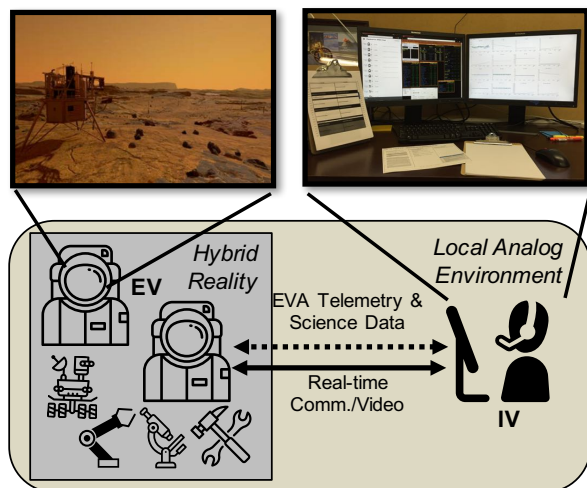 Hybrid
Reality
EV
Local Analog
Environment
EVA Telemetry &
Science Data
Real-time
Comm./Video
IV